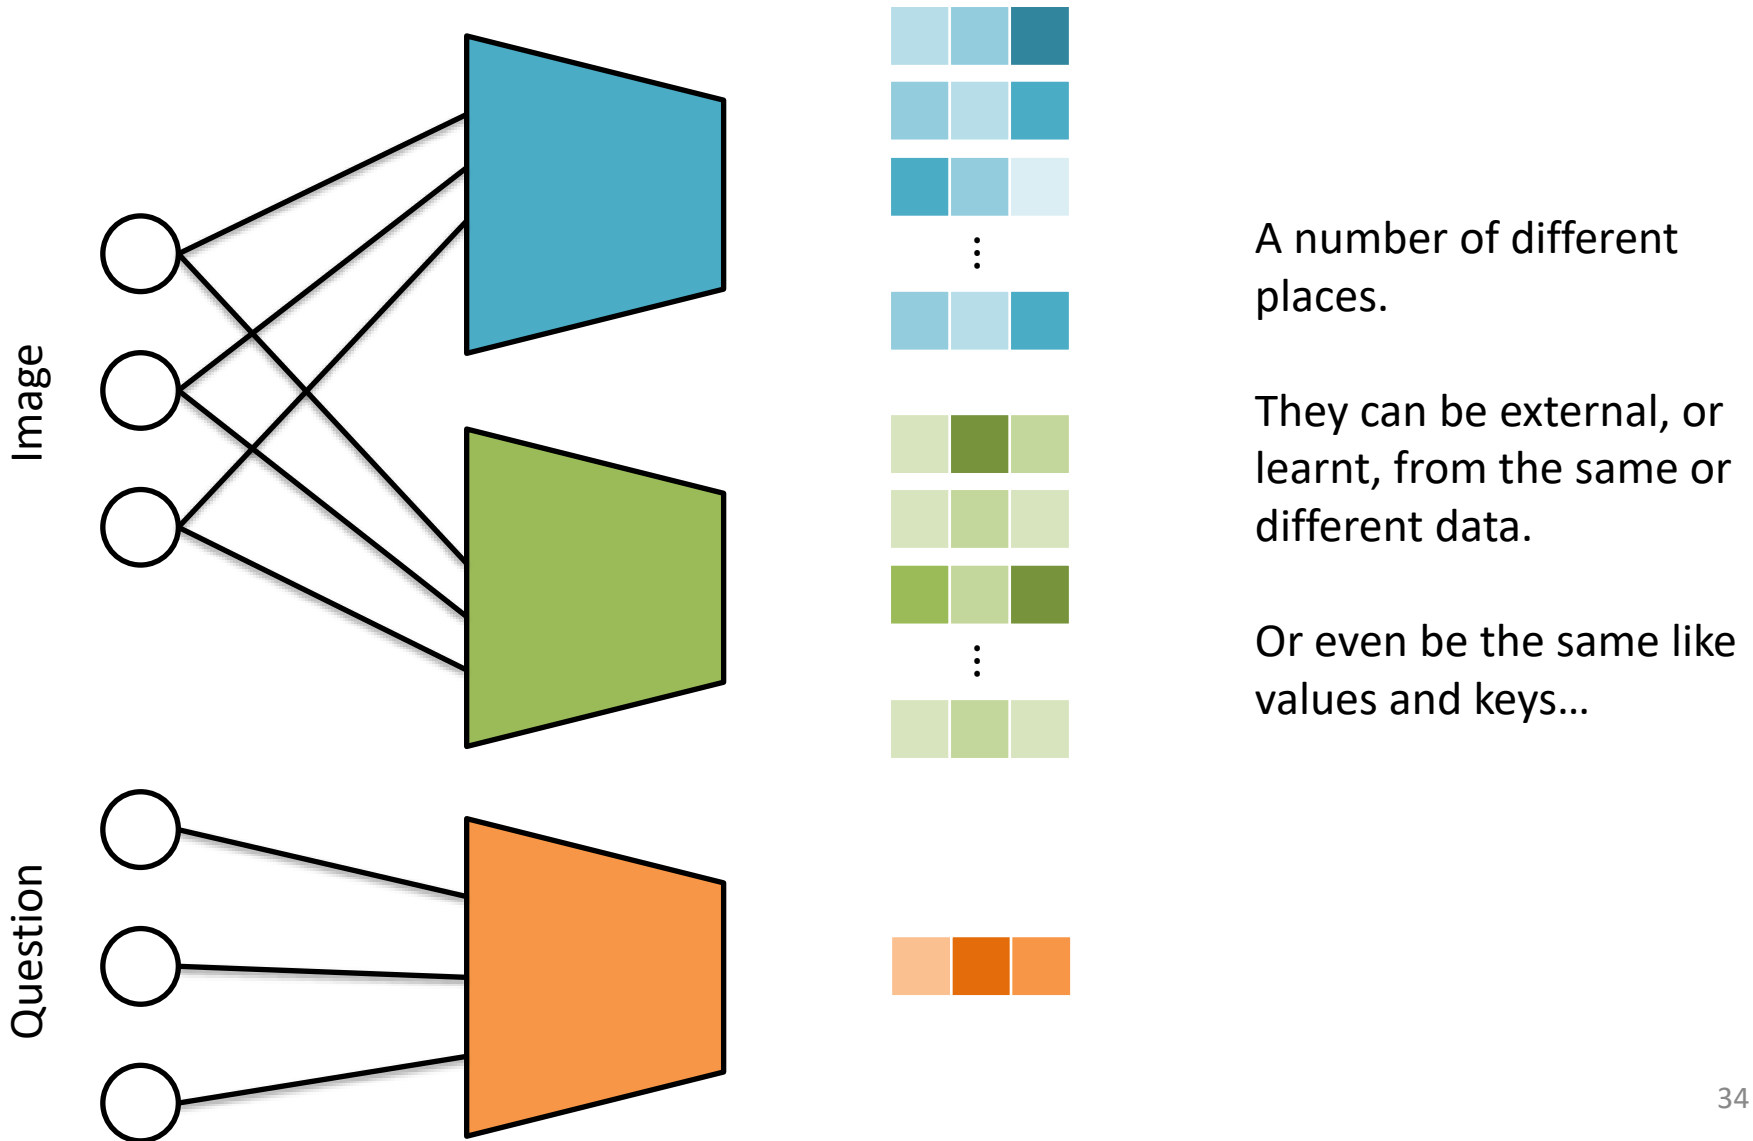 Image
Question
A number of different
places.
They can be external, or
learnt, from the same or
different data.
Or even be the same like
values and keys…
34